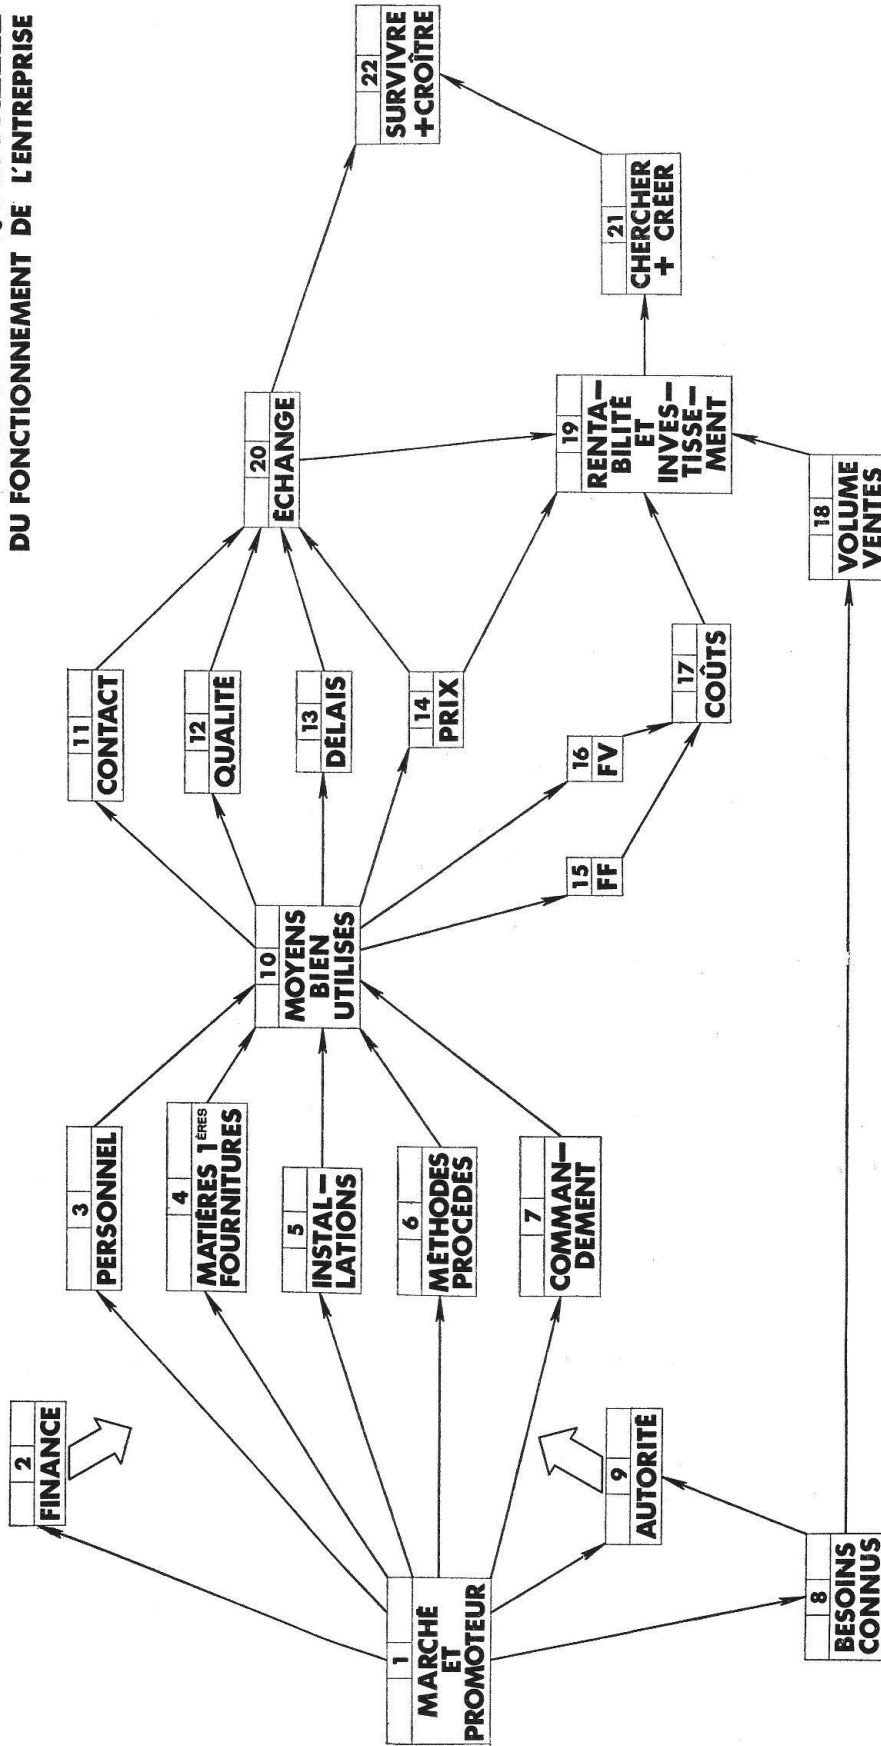 DU FONCTIONNEMENT DE L'ENTREPRISE
1
MARCHÉ
ET
PROMOTEUR
2
FINANCE
3
PERSONNEL
4
MATIÈRES 1ÈRES
FOURNITURES
5
INSTAL—
LATIONS
6
MÉTHODES
PROCÉDÉS
7
COMMAN—
DEMENT
8
BESOINS
CONNUS
9
AUTORITÉ
10
MOYENS
BIEN
UTILISÉS
11
CONTACT
12
QUALITÉ
13
DÉLAIS
14
PRIX
15
FF
16
FV
17
COÛTS
18
VOLUME
VENTES
19
RENTA—
BILITÉ
ET
INVES—
TISSE—
MENT
20
ÉCHANGE
21
CHERCHER
+ CRÉER
22
SURVIVRE
+CROÎTRE